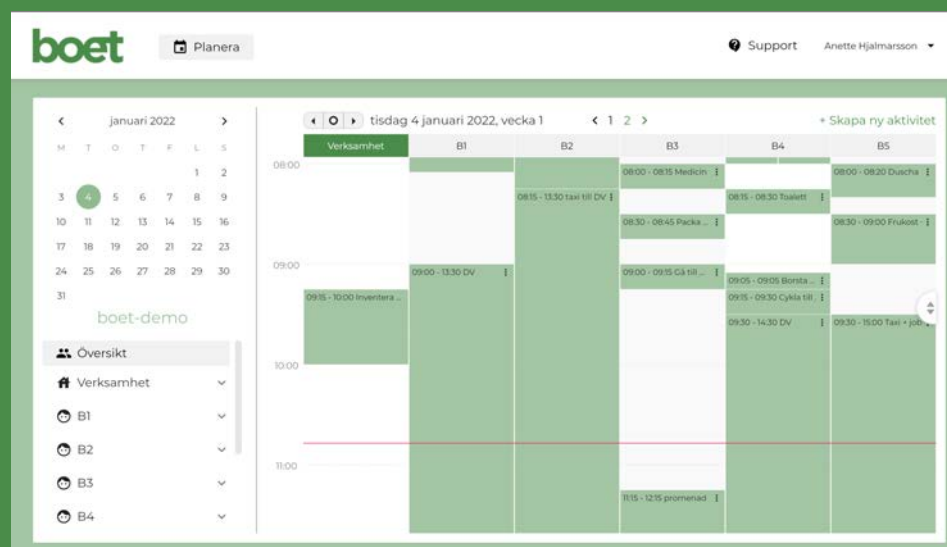 boet
Planera
Support
Anette Hjalmarsson
januari 2022
M T O T F L S
1 2
3 4 5 6 7 8 9
10 11 12 13 14 15 16
17 18 19 20 21 22 23
24 25 26 27 28 29 30
31
boet-demo
Översikt
Verksamhet
B1
B2
B3
B4
tisdag 4 januari 2022, vecka 1
1 2
+ Skapa ny aktivitet
Verksamhet B1 B2 B3 B4 B5
08:00
08:00 - 08:15 Medicin
08:00 - 08:20 Duscha
08:15 - 13:30 taxi till DV
08:15 - 08:30 Toalett
08:30 - 08:45 Packa ...
08:30 - 09:00 Frukost
09:00
09:00 - 13:30 DV
09:00 - 09:15 Gå till ...
09:05 - 09:05 Borsta ...
09:15 - 10:00 Inventera ...
09:15 - 09:30 Cykla till
09:30 - 14:30 DV
09:30 - 15:00 Taxi +
10:00
11:00
11:15 - 12:15 promenad